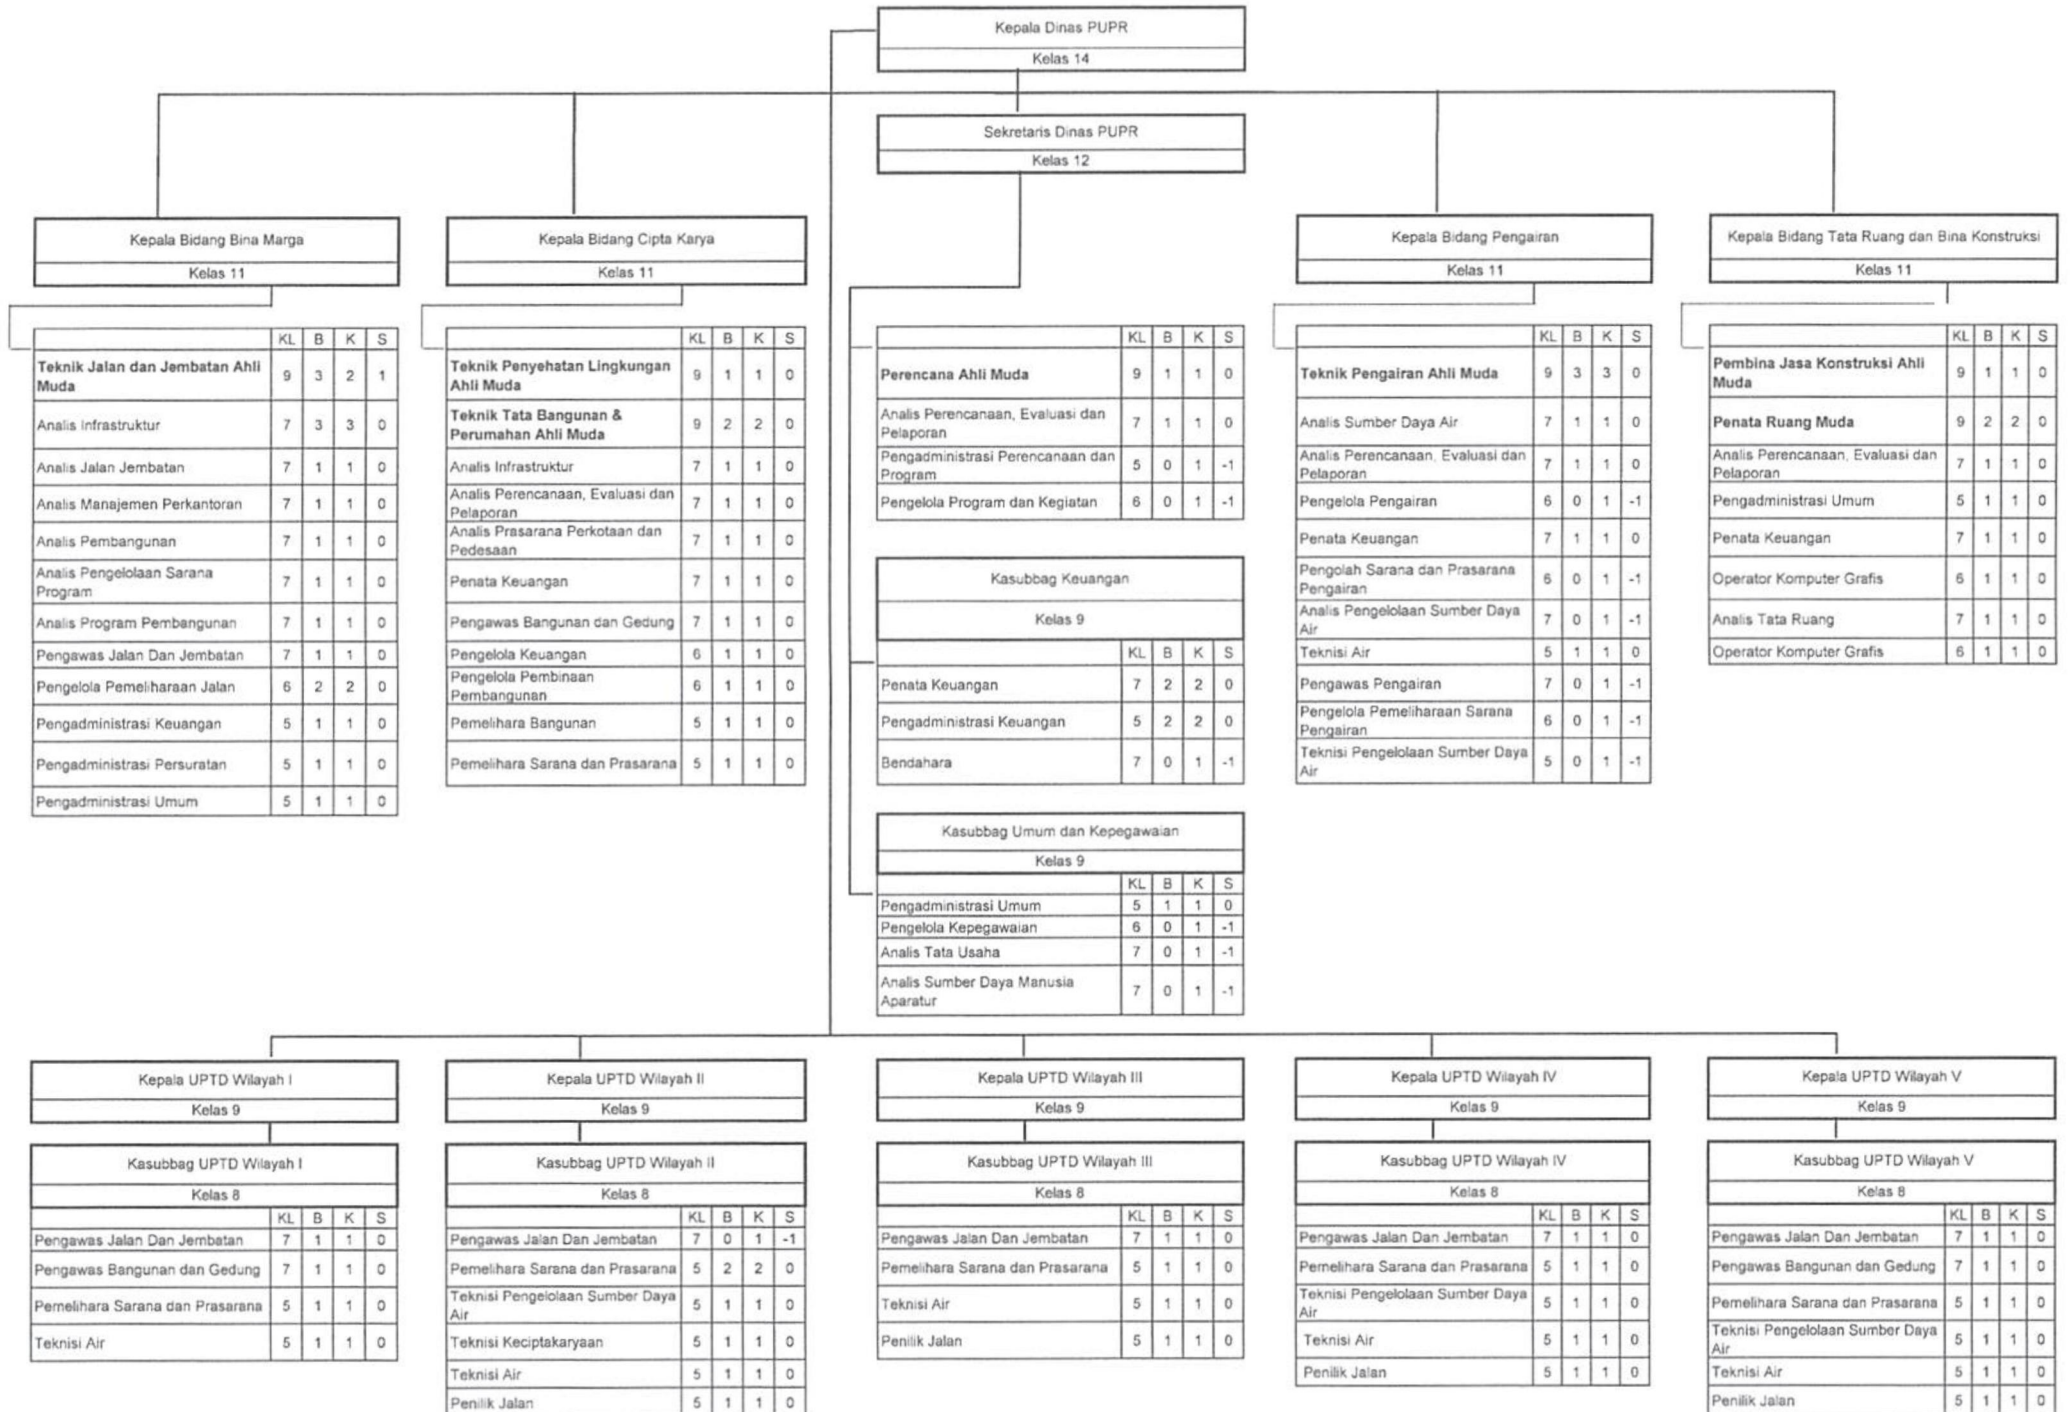 Kepala Dinas PUPR
Kelas 14
Sekretaris Dinas PUPR
Kelas 12
Kepala Bidang Bina Marga
Kelas 11
KL B K S
Teknik Jalan dan Jembatan Ahli
Muda 9 3 2 1
Analis Infrastruktur 7 3 3 0
Analis Jalan Jembatan 7 1 1 0
Analis Manajemen Perkantoran 7 1 1 0
Analis Pembangunan 7 1 1 0
Analis Pengelolaan Sarana
Program 7 1 1 0
Analis Program Pembangunan 7 1 1 0
Pengawas Jalan Dan Jembatan 7 1 1 0
Pengelola Pemeliharaan Jalan 6 2 2 0
Pengadministrasi Keuangan 5 1 1 0
Pengadministrasi Persuratan 5 1 1 0
Pengadministrasi Umum 5 1 1 0
Kepala Bidang Cipta Karya
Kelas 11
KL B K S
Teknik Penyehatan Lingkungan
Ahli Muda 9 1 1 0
Teknik Tata Bangunan &
Perumahan Ahli Muda 9 2 2 0
Analis Infrastruktur 7 1 1 0
Analis Perencanaan, Evaluasi dan
Pelaporan 7 1 1 0
Analis Prasarana Perkotaan dan
Pedesaan 7 1 1 0
Penata Keuangan 7 1 1 0
Pengawas Bangunan dan Gedung 7 1 1 0
Pengelola Keuangan 6 1 1 0
Pengelola Pembinaan
Pembangunan 6 1 1 0
Pemelihara Bangunan 5 1 1 0
Pemelihara Sarana dan Prasarana 5 1 1 0
KL B K S
Perencana Ahli Muda 9 1 1 0
Analis Perencanaan, Evaluasi dan
Pelaporan 7 1 1 0
Pengadministrasi Perencanaan dan
Program 5 0 1 -1
Pengelola Program dan Kegiatan 6 0 1 -1
Kasubbag Keuangan
Kelas 9
KL B K S
Penata Keuangan 7 2 2 0
Pengadministrasi Keuangan 5 2 2 0
Bendahara 7 0 1 -1
Kasubbag Umum dan Kepegawaian
Kelas 9
KL B K S
Pengadministrasi Umum 5 1 1 0
Pengelola Kepegawaian 6 0 1 -1
Analis Tata Usaha 7 0 1 -1
Analis Sumber Daya Manusia
Aparatur 7 0 1 -1
Kepala Bidang Pengairan
Kelas 11
KL B K S
Teknik Pengairan Ahli Muda 9 3 3 0
Analis Sumber Daya Air 7 1 1 0
Analis Perencanaan, Evaluasi dan
Pelaporan 7 1 1 0
Pengelola Pengairan 6 0 1 -1
Penata Keuangan 7 1 1 0
Pengolah Sarana dan Prasarana
Pengairan 6 0 1 -1
Analis Pengelolaan Sumber Daya
Air 7 0 1 -1
Teknisi Air 5 1 1 0
Pengawas Pengairan 7 0 1 -1
Pengelola Pemeliharaan Sarana
Pengairan 6 0 1 -1
Teknisi Pengelolaan Sumber Daya
Air 5 0 1 -1
Kepala Bidang Tata Ruang dan Bina Konstruksi
Kelas 11
KL B K S
Pembina Jasa Konstruksi Ahli
Muda 9 1 1 0
Penata Ruang Muda 9 2 2 0
Analis Perencanaan, Evaluasi dan
Pelaporan 7 1 1 0
Pengadministrasi Umum 5 1 1 0
Penata Keuangan 7 1 1 0
Operator Komputer Grafis 6 1 1 0
Analis Tata Ruang 7 1 1 0
Operator Komputer Grafis 6 1 1 0
Kepala UPTD Wilayah I
Kelas 9
Kasubbag UPTD Wilayah I
Kelas 8
KL B K S
Pengawas Jalan Dan Jembatan 7 1 1 0
Pengawas Bangunan dan Gedung 7 1 1 0
Pemelihara Sarana dan Prasarana 5 1 1 0
Teknisi Air 5 1 1 0
Kepala UPTD Wilayah II
Kelas 9
Kasubbag UPTD Wilayah II
Kelas 8
KL B K S
Pengawas Jalan Dan Jembatan 7 0 1 -1
Pemelihara Sarana dan Prasarana 5 2 2 0
Teknisi Pengelolaan Sumber Daya
Air 5 1 1 0
Teknisi Keciptakaryaan 5 1 1 0
Teknisi Air 5 1 1 0
Penilik Jalan 5 1 1 0
Kepala UPTD Wilayah III
Kelas 9
Kasubbag UPTD Wilayah III
Kelas 8
KL B K S
Pengawas Jalan Dan Jembatan 7 1 1 0
Pemelihara Sarana dan Prasarana 5 1 1 0
Teknisi Air 5 1 1 0
Penilik Jalan 5 1 1 0
Kepala UPTD Wilayah IV
Kelas 9
Kasubbag UPTD Wilayah IV
Kelas 8
KL B K S
Pengawas Jalan Dan Jembatan 7 1 1 0
Pemelihara Sarana dan Prasarana 5 1 1 0
Teknisi Pengelolaan Sumber Daya
Air 5 1 1 0
Teknisi Air 5 1 1 0
Penilik Jalan 5 1 1 0
Kepala UPTD Wilayah V
Kelas 9
Kasubbag UPTD Wilayah V
Kelas 8
KL B K S
Pengawas Jalan Dan Jembatan 7 1 1 0
Pengawas Bangunan dan Gedung 7 1 1 0
Pemelihara Sarana dan Prasarana 5 1 1 0
Teknisi Pengelolaan Sumber Daya
Air 5 1 1 0
Teknisi Air 5 1 1 0
Penilik Jalan 5 1 1 0